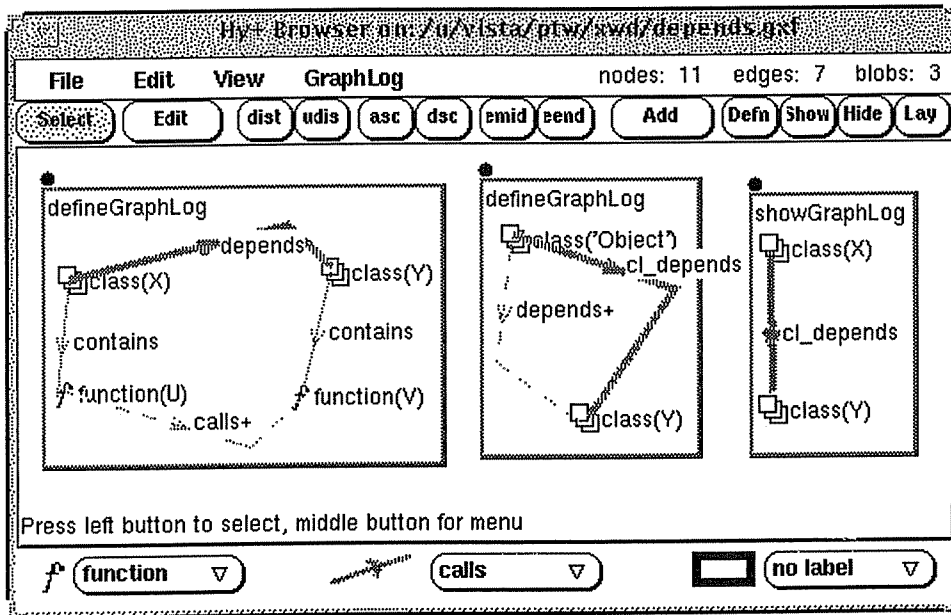 Hy+ Browser on: /u/vista/ptw/swd/depends.gxf
File Edit View GraphLog nodes: 11 edges: 7 blobs: 3
Select Edit dist udis asc dsc emid eend Add Defn Show Hide Lay
defineGraphLog
depends
class(X)
class(Y)
contains
contains
function(U)
function(V)
calls+
defineGraphLog
class('Object')
cl_depends
depends+
class(Y)
showGraphLog
class(X)
cl_depends
class(Y)
Press left button to select, middle button for menu
function calls no label